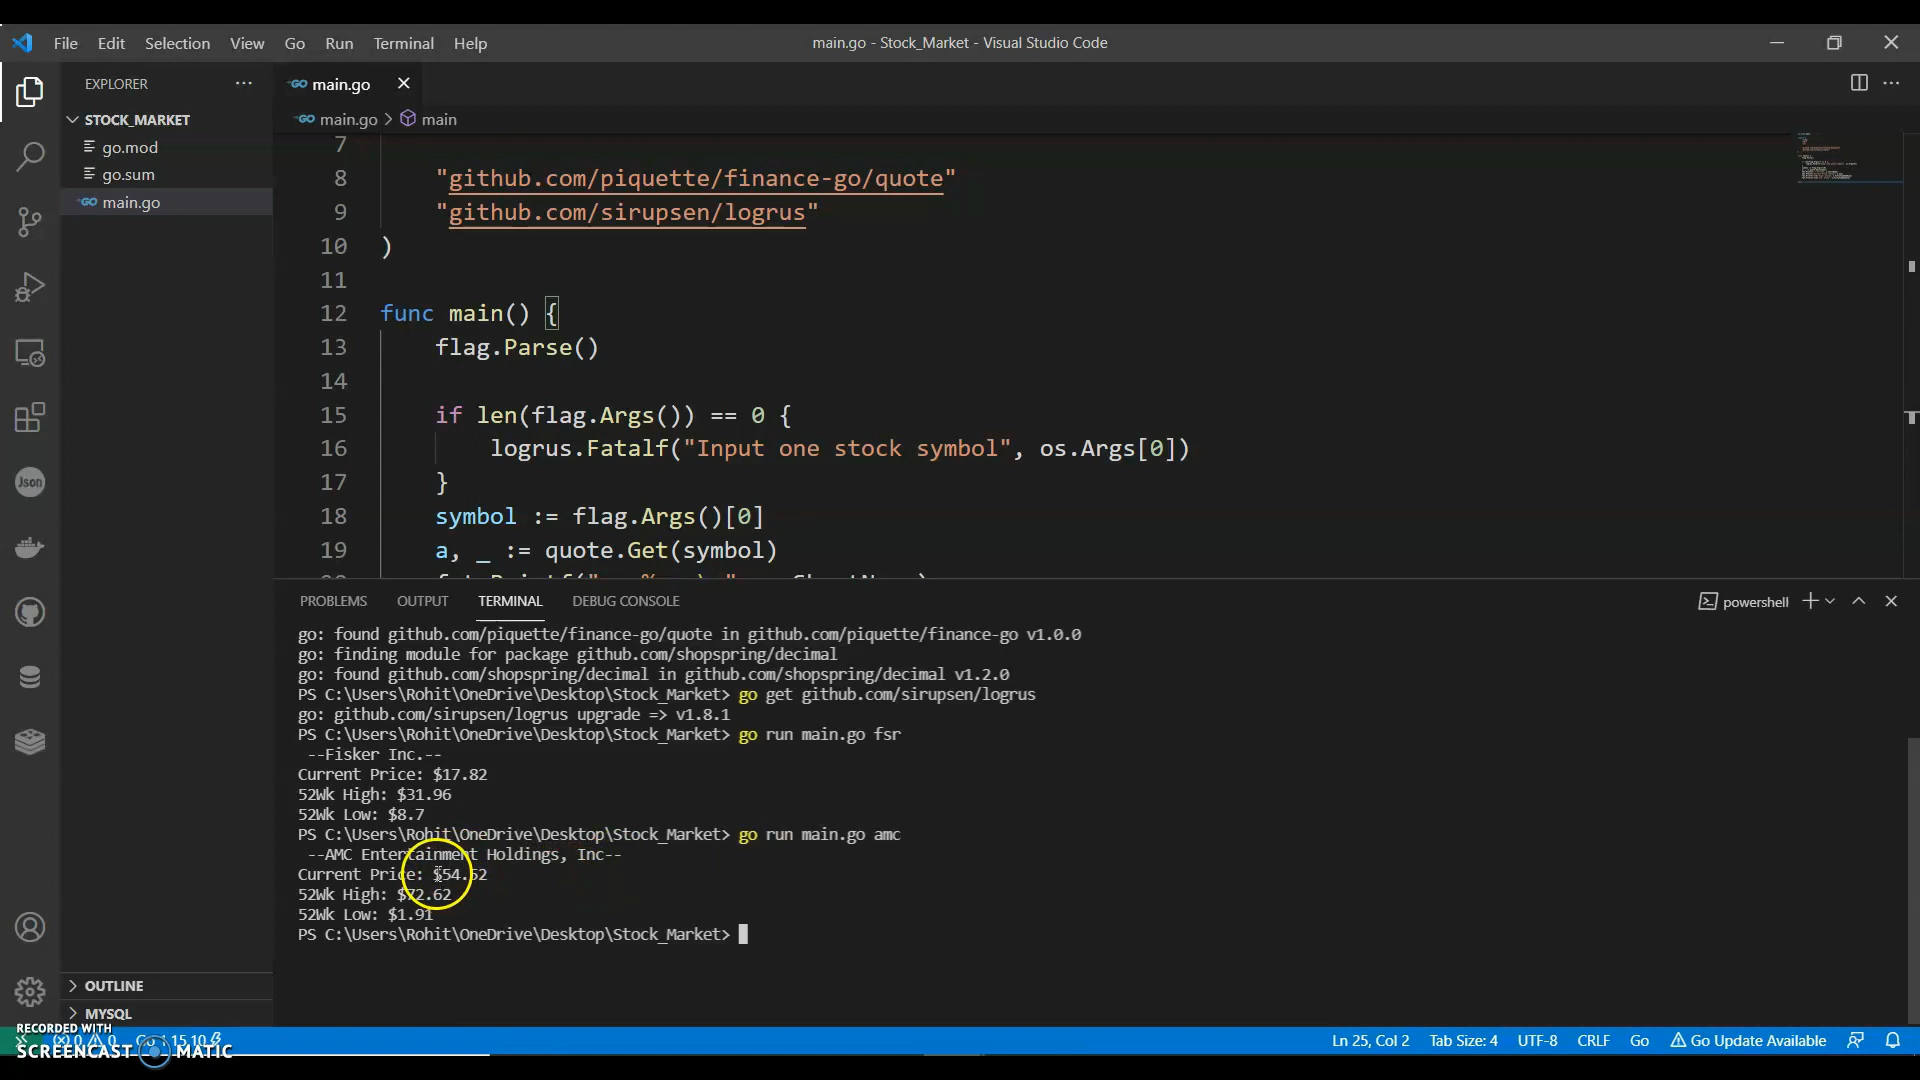 File Edit Selection View Go Run Terminal Help
main.go - Stock_Market - Visual Studio Code
EXPLORER
STOCK_MARKET
go.mod
go.sum
main.go
main.go
main.go > main
7
8 "github.com/piquette/finance-go/quote"
9 "github.com/sirupsen/logrus"
10 )
11
12 func main() {
13 flag.Parse()
14
15 if len(flag.Args()) == 0 {
16 logrus.Fatalf("Input one stock symbol", os.Args[0])
17 }
18 symbol := flag.Args()[0]
19 a, _ := quote.Get(symbol)
PROBLEMS OUTPUT TERMINAL DEBUG CONSOLE
powershell
go: found github.com/piquette/finance-go/quote in github.com/piquette/finance-go v1.0.0
go: finding module for package github.com/shopspring/decimal
go: found github.com/shopspring/decimal in github.com/shopspring/decimal v1.2.0
PS C:\Users\Rohit\OneDrive\Desktop\Stock_Market> go get github.com/sirupsen/logrus
go: github.com/sirupsen/logrus upgrade => v1.8.1
PS C:\Users\Rohit\OneDrive\Desktop\Stock_Market> go run main.go fsr
--Fisker Inc.--
Current Price: $17.82
52Wk High: $31.96
52Wk Low: $8.7
PS C:\Users\Rohit\OneDrive\Desktop\Stock_Market> go run main.go amc
--AMC Entertainment Holdings, Inc--
Current Price: $54.52
52Wk High: $72.62
52Wk Low: $1.91
PS C:\Users\Rohit\OneDrive\Desktop\Stock_Market>
Json
OUTLINE
MYSQL
RECORDED WITH
SCREENCAST MATIC
Ln 25, Col 2 Tab Size: 4 UTF-8 CRLF Go Go Update Available